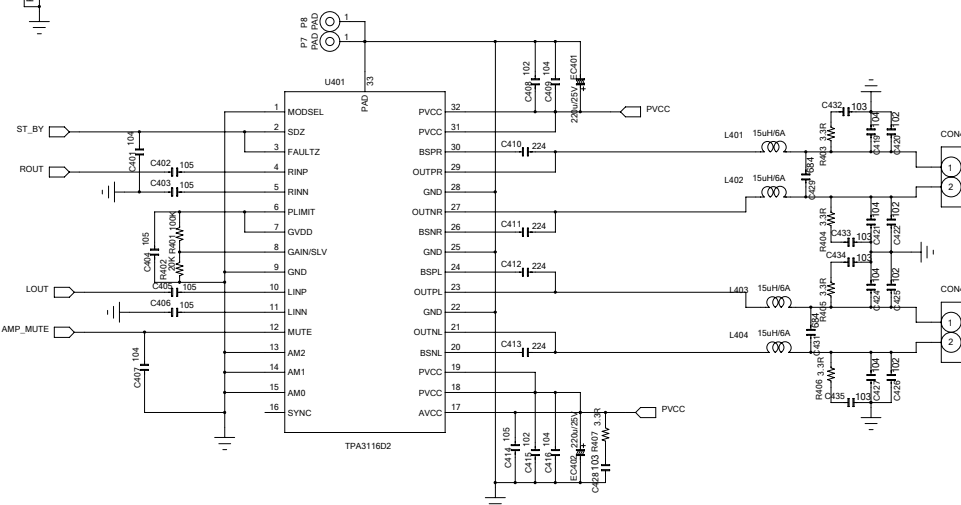 P8 PAD 1
P7 PAD 1
U401
33
PAD
1 MODSEL
2 SDZ
3 FAULTZ
4 RINP
5 RINN
6 PLIMIT
7 GVDD
8 GAIN/SLV
9 GND
10 LINP
11 LINN
12 MUTE
13 AM2
14 AM1
15 AM0
16 SYNC
PVCC 32
PVCC 31
BSPR 30
OUTPR 29
GND 28
OUTNR 27
BSNR 26
GND 25
BSPL 24
OUTPL 23
GND 22
OUTNL 21
BSNL 20
PVCC 19
PVCC 18
AVCC 17
TPA3116D2
ST_BY
ROUT
LOUT
AMP_MUTE
C401 104
C402 105
C403 105
C404 105
R401 100K
R402 20K
C405 105
C406 105
C407 104
C408 102
C409 104
EC401 220u/25V
PVCC
C410 224
C411 224
C412 224
C413 224
C414 105
C415 102
C416 104
EC402 220u/25V
R407 3.3R
C428 103
PVCC
L401 15uH/6A
L402 15uH/6A
L403 15uH/6A
L404 15uH/6A
C429 684
C431 684
C432 103
R403 3.3R
C419 104
C420 102
R404 3.3R
C433 103
C421 104
C422 102
C434 103
R405 3.3R
C424 104
C425 102
R406 3.3R
C435 103
C427 104
C426 102
CON4
1
2
CON4
1
2